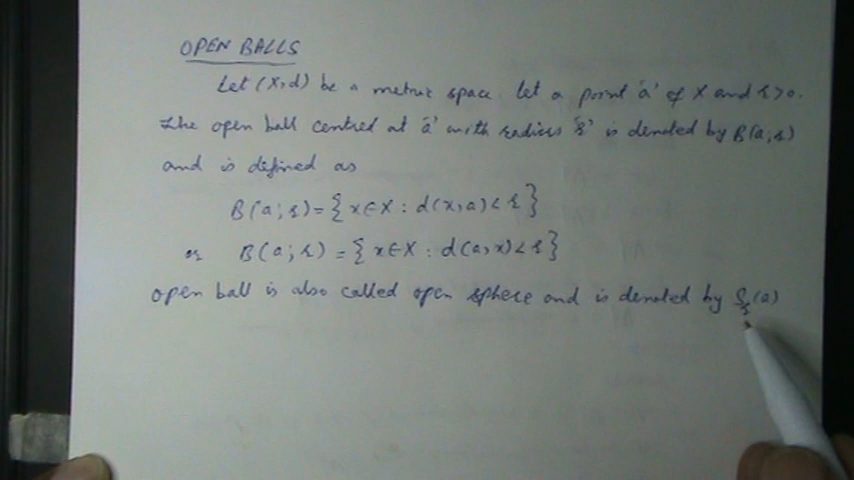 OPEN BALLS
Let (X,d) be a metric space. Let a point 'a' of X and r>0.
The open ball centred at 'a' with radius 'r' is denoted by B(a;r)
and is defined as
B(a;r)={x∈X : d(x,a)<r}
or B(a;r)={x∈X : d(a,x)<r}
open ball is also called open sphere and is denoted by Sᵣ(a)